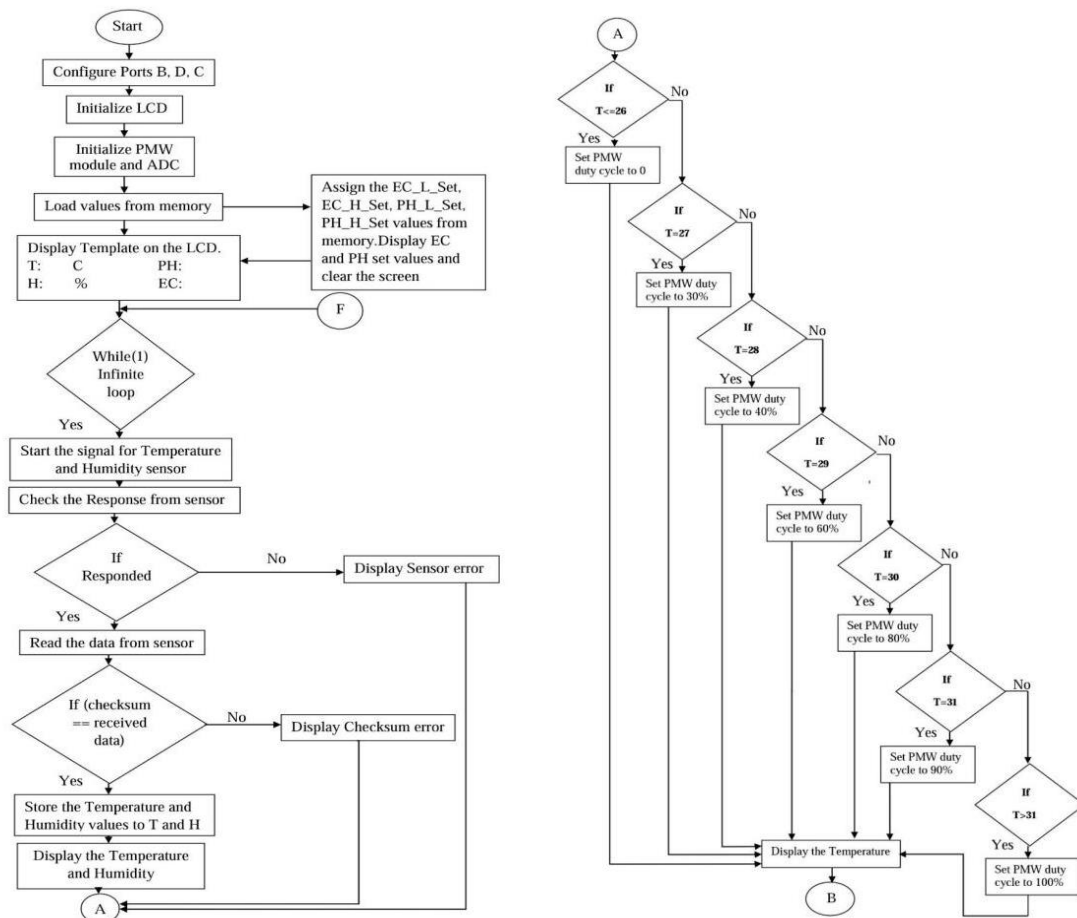 Start
Configure Ports B, D, C
Initialize LCD
Initialize PMW
module and ADC
Load values from memory
Assign the EC_L_Set,
EC_H_Set, PH_L_Set,
PH_H_Set values from
memory.Display EC
and PH set values and
clear the screen
Display Template on the LCD.
T: C PH:
H: % EC:
F
While(1)
Infinite
loop
Yes
Start the signal for Temperature
and Humidity sensor
Check the Response from sensor
If
Responded
No
Display Sensor error
Yes
Read the data from sensor
If (checksum
== received
data)
No
Display Checksum error
Yes
Store the Temperature and
Humidity values to T and H
Display the Temperature
and Humidity
A
A
If
T<=26
No
Yes
Set PMW
duty cycle to 0
If
T=27
No
Yes
Set PMW duty
cycle to 30%
If
T=28
No
Yes
Set PMW duty
cycle to 40%
If
T=29
No
Yes
Set PMW duty
cycle to 60%
If
T=30
No
Yes
Set PMW duty
cycle to 80%
If
T=31
No
Yes
Set PMW duty
cycle to 90%
If
T>31
Yes
Set PMW duty
cycle to 100%
Display the Temperature
B